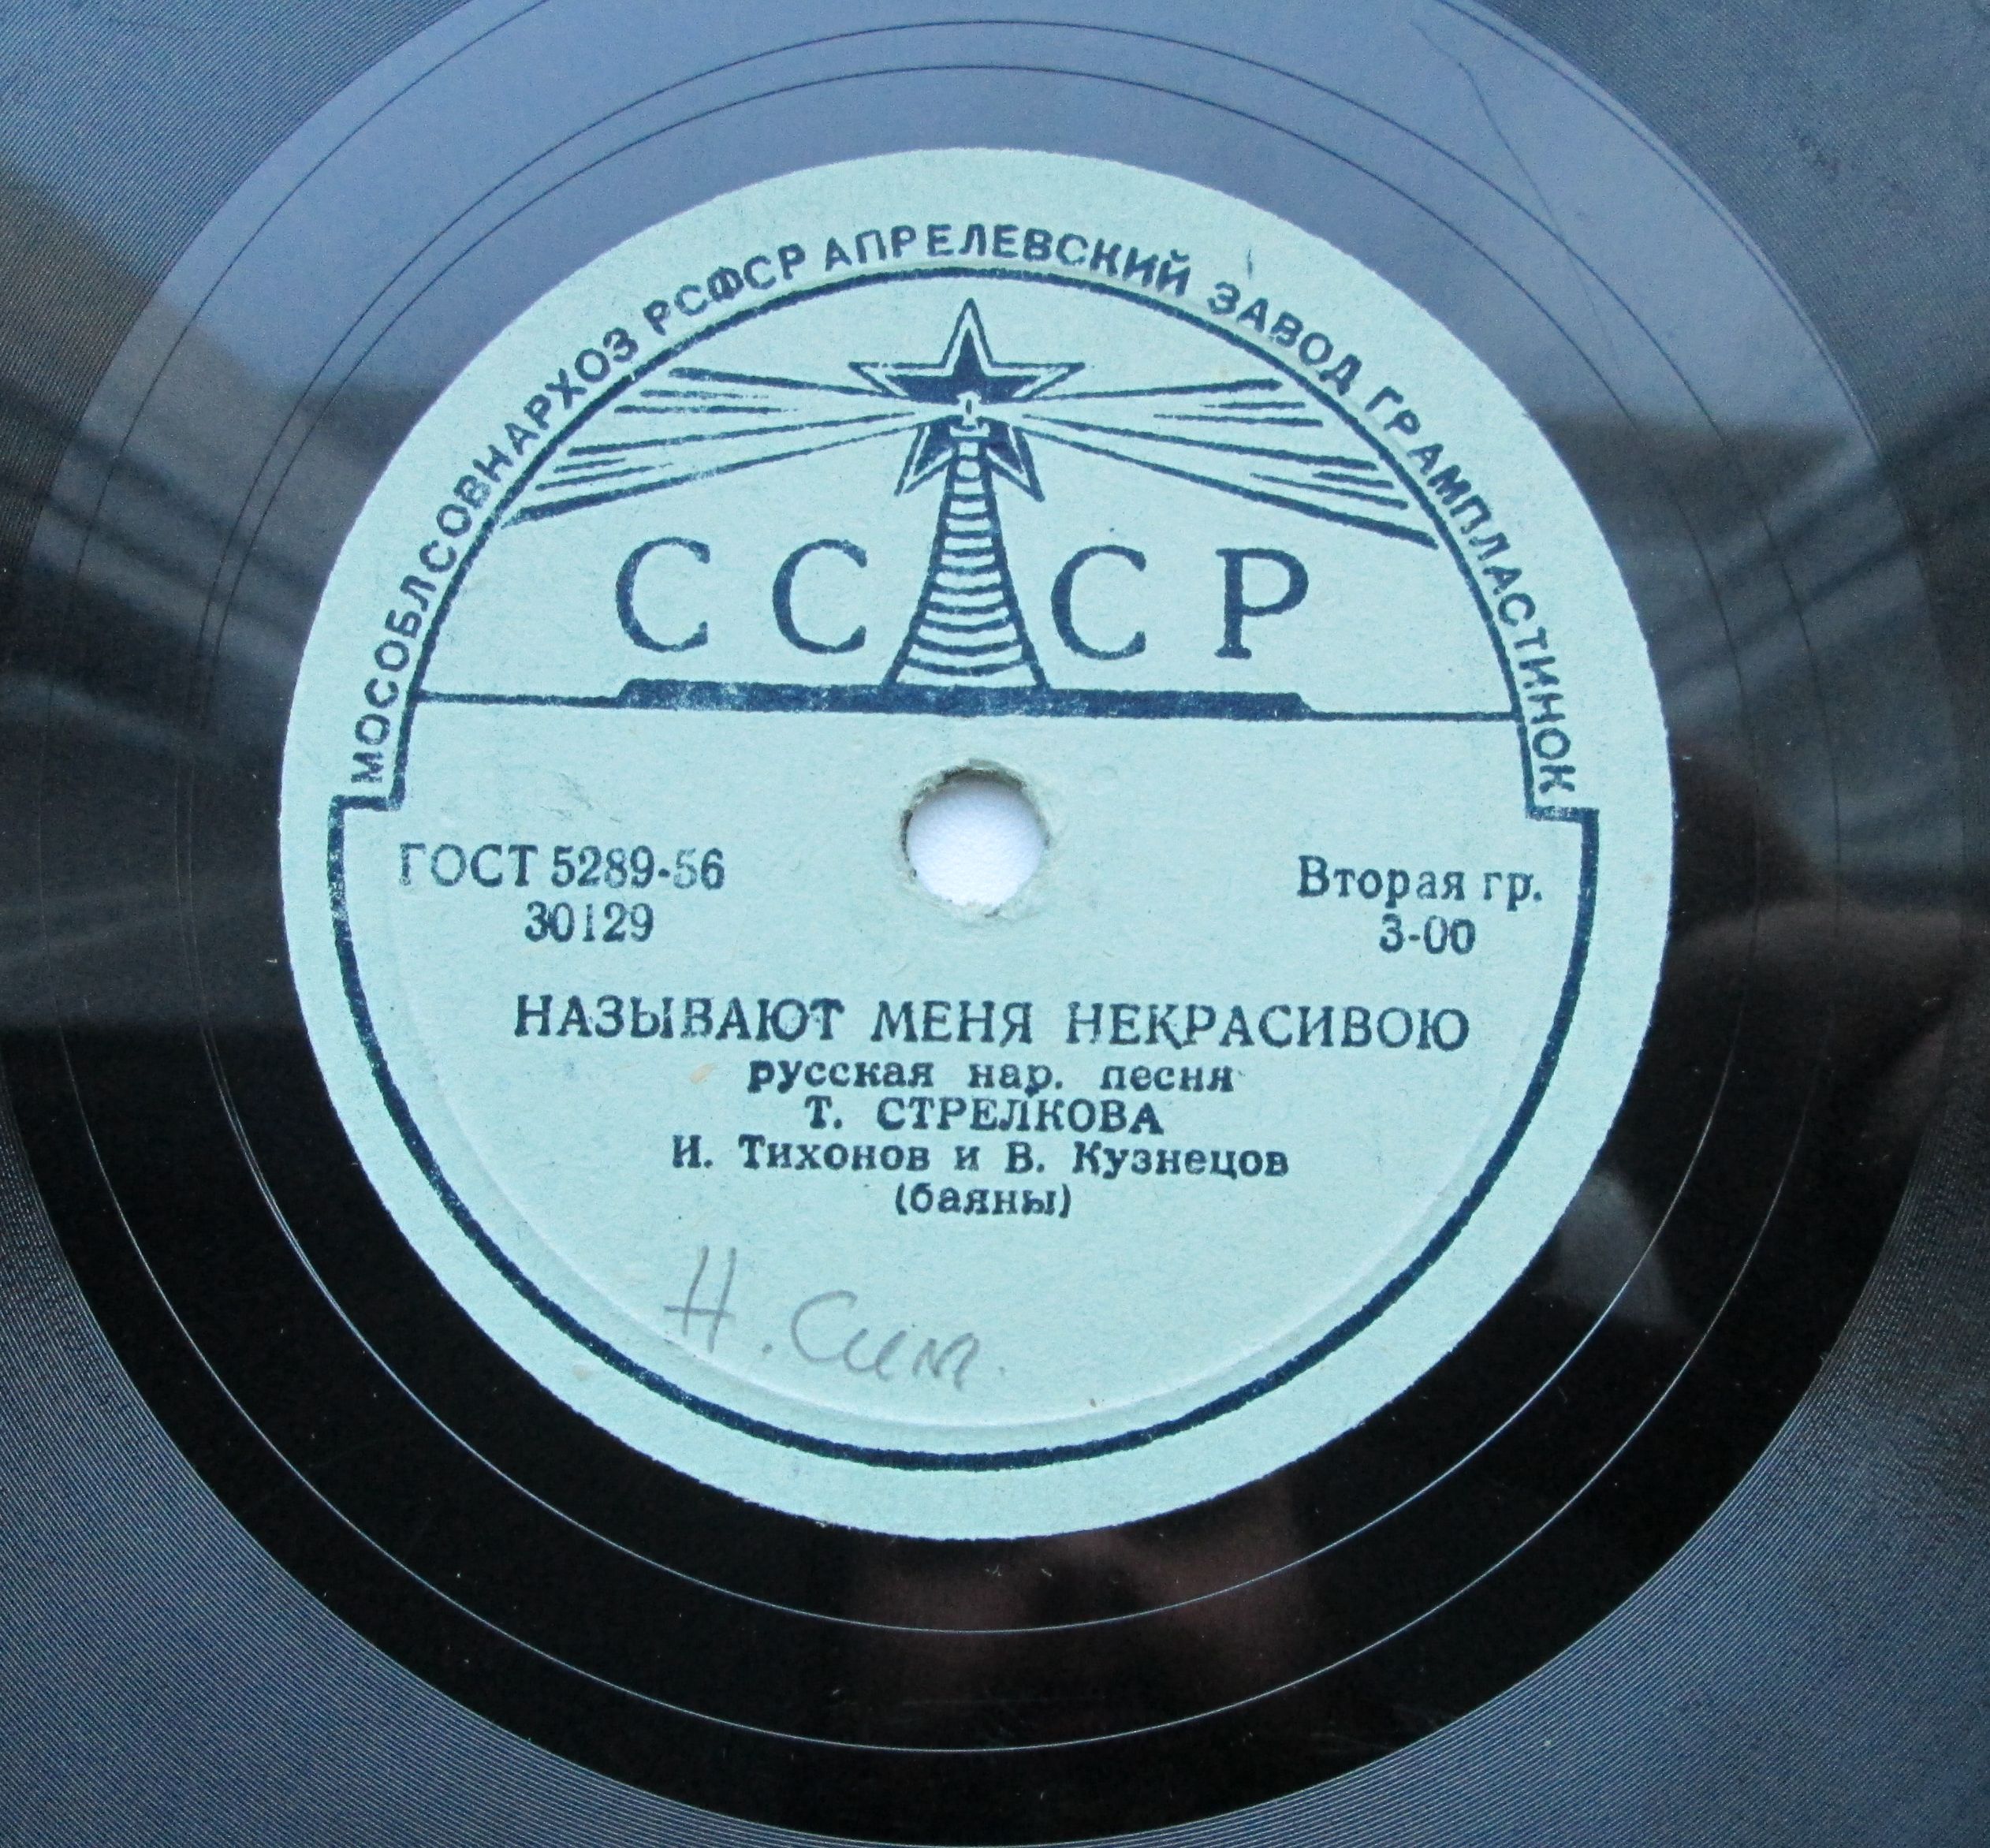 МОСОБЛСОВНАРХОЗ РСФСР АПРЕЛЕВСКИЙ ЗАВОД ГРАМПЛАСТИНОК
СССР
ГОСТ 5289-56
30129
Вторая гр.
3-00
НАЗЫВАЮТ МЕНЯ НЕКРАСИВОЮ
русская нар. песня
Т. СТРЕЛКОВА
И. Тихонов и В. Кузнецов
(баяны)
Н. Сим.